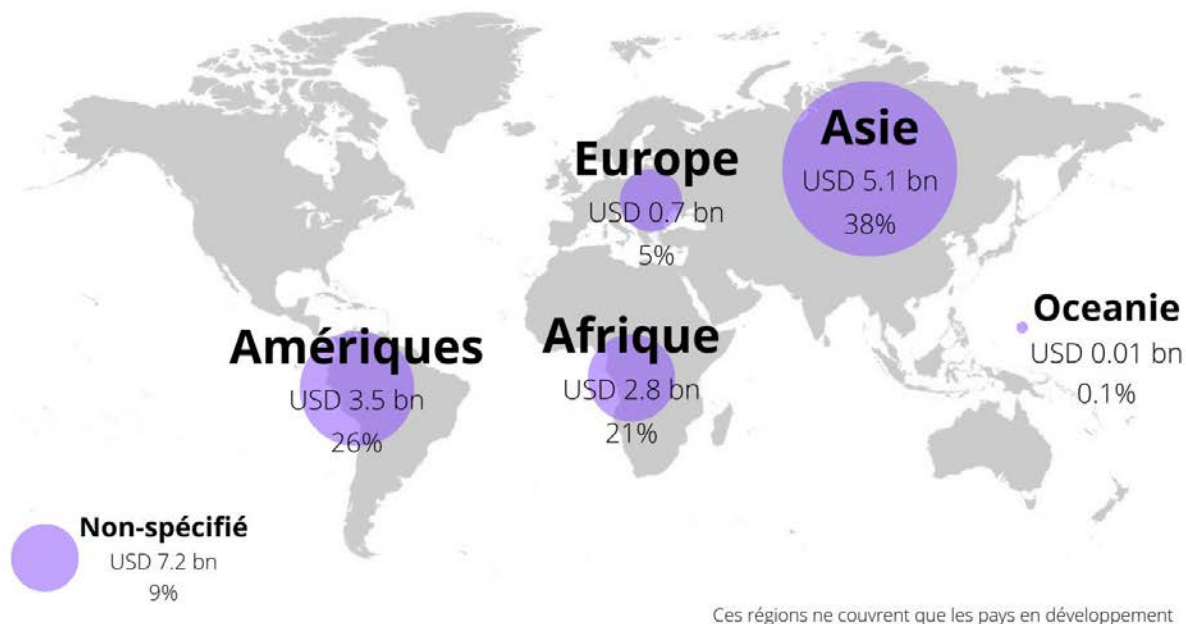 Asie
USD 5.1 bn
38%
Europe
USD 0.7 bn
5%
Oceanie
USD 0.01 bn
0.1%
Amériques
USD 3.5 bn
26%
Afrique
USD 2.8 bn
21%
Non-spécifié
USD 7.2 bn
9%
Ces régions ne couvrent que les pays en développement